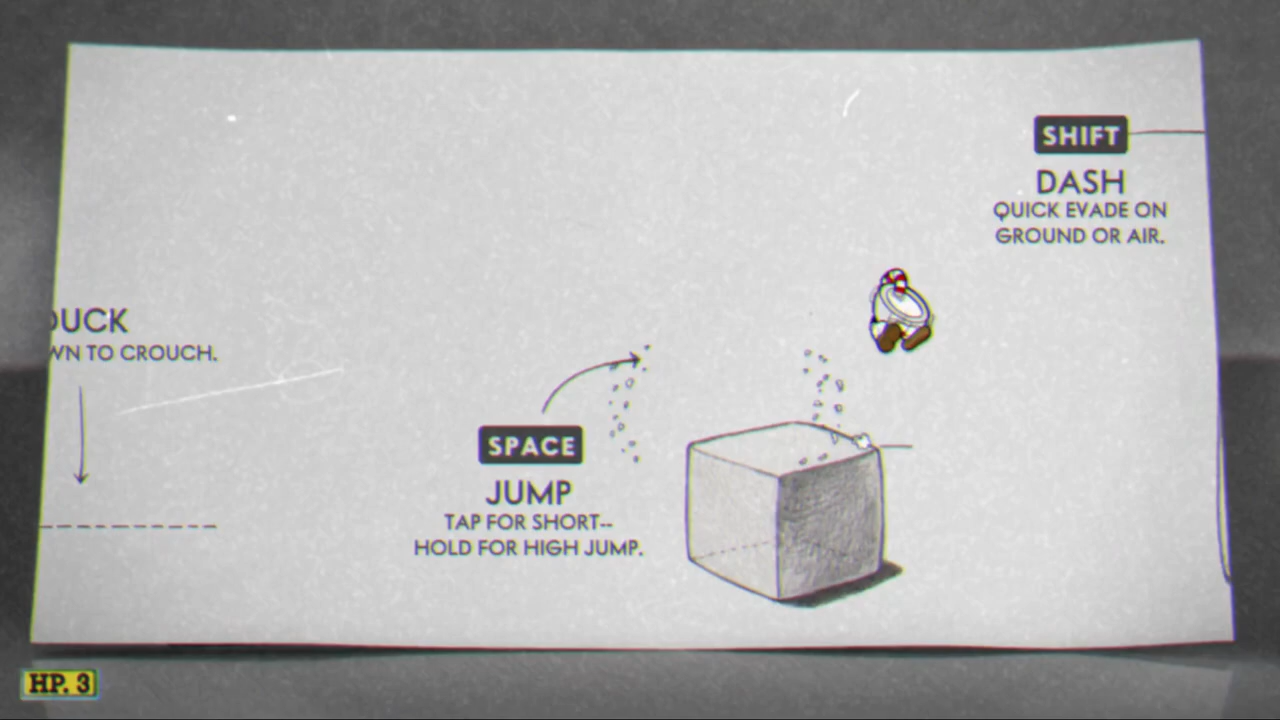 SHIFT
DASH
QUICK EVADE ON
GROUND OR AIR.
DUCK
WN TO CROUCH.
SPACE
JUMP
TAP FOR SHORT--
HOLD FOR HIGH JUMP.
HP. 3